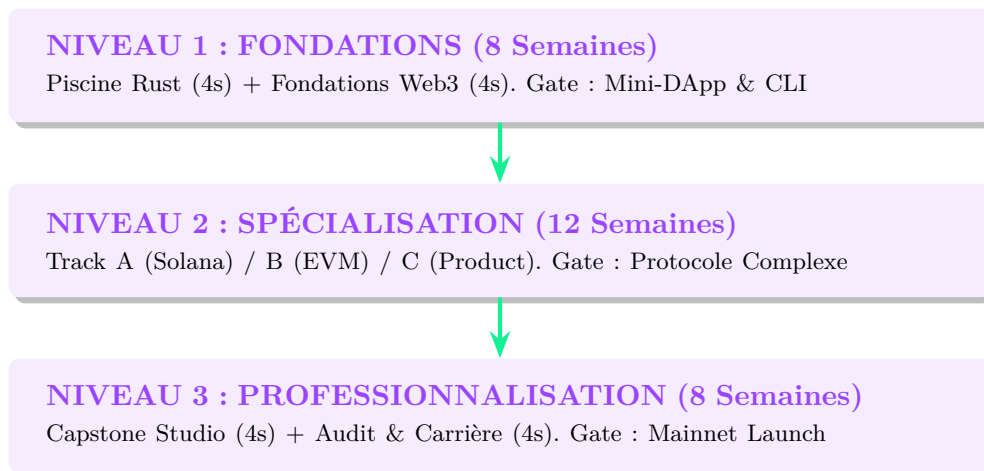 NIVEAU 1 : FONDATIONS (8 Semaines)
Piscine Rust (4s) + Fondations Web3 (4s). Gate : Mini-DApp & CLI
NIVEAU 2 : SPÉCIALISATION (12 Semaines)
Track A (Solana) / B (EVM) / C (Product). Gate : Protocole Complexe
NIVEAU 3 : PROFESSIONNALISATION (8 Semaines)
Capstone Studio (4s) + Audit & Carrière (4s). Gate : Mainnet Launch